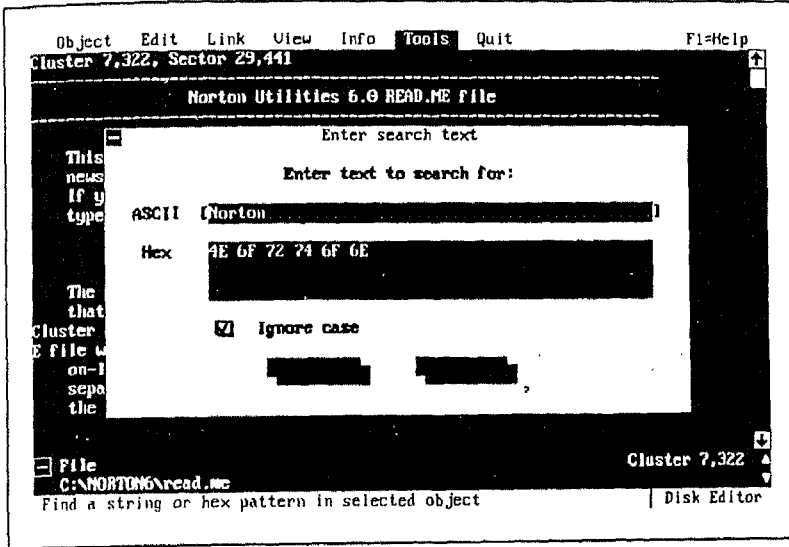 Object Edit Link View Info Tools Quit F1=Help
Cluster 7,322, Sector 29,441
Norton Utilities 6.0 READ.ME file
Enter search text
This
news
If y
type
Enter text to search for:
ASCII [Norton ]
Hex 4E 6F 72 74 6F 6E
The
that
Cluster
E file w
on-l
sepa
the
Ignore case
File
Cluster 7,322
C:\NORTON6\read.me
Find a string or hex pattern in selected object Disk Editor